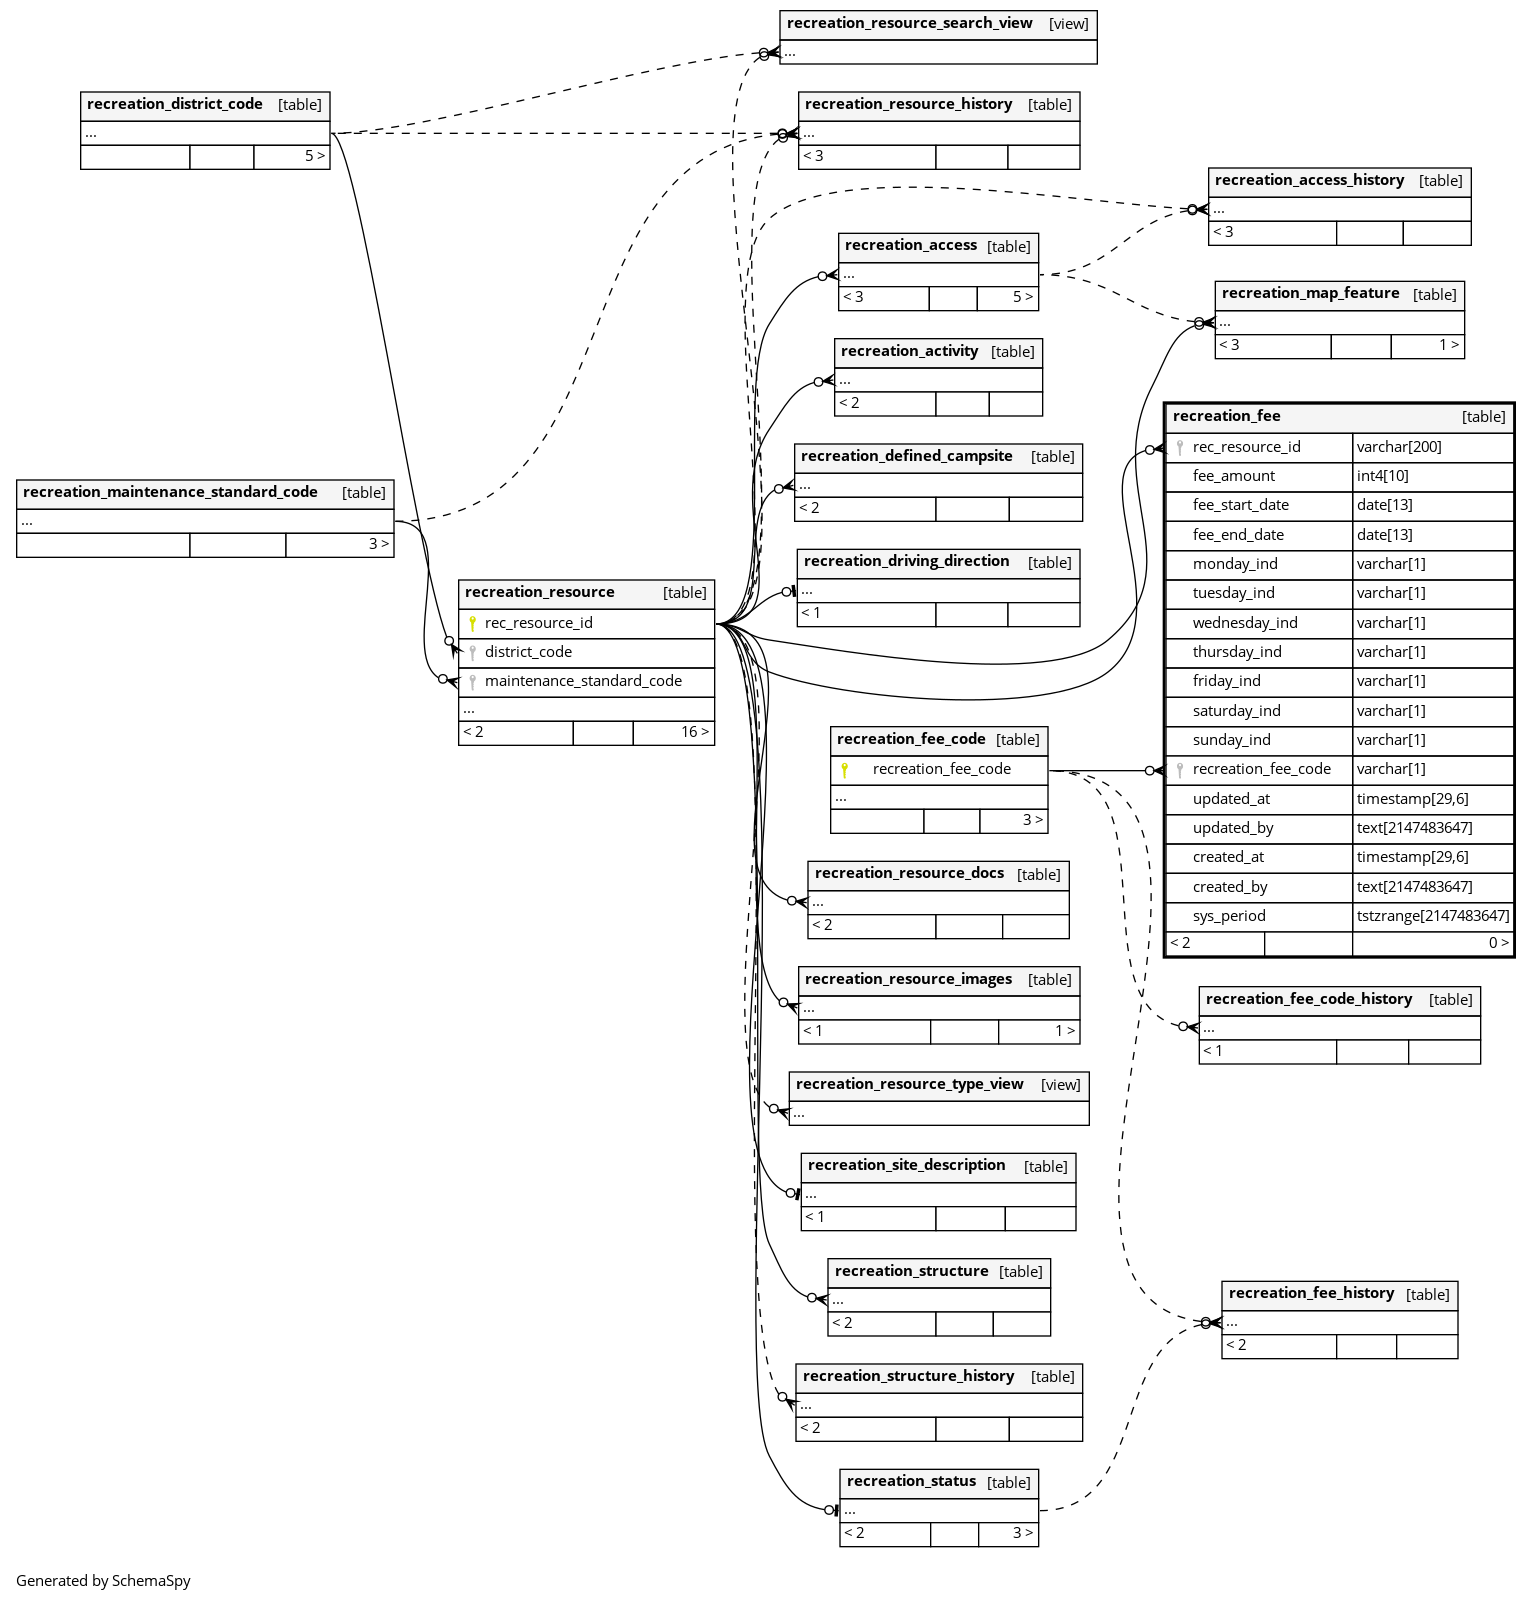 recreation_resource_search_view [view]
...
recreation_district_code [table]
...
5 >
recreation_resource_history [table]
...
< 3
recreation_access_history [table]
...
< 3
recreation_access [table]
...
< 3 5 >
recreation_map_feature [table]
...
< 3 1 >
recreation_activity [table]
...
< 2
recreation_fee [table]
rec_resource_id varchar[200]
fee_amount int4[10]
fee_start_date date[13]
fee_end_date date[13]
monday_ind varchar[1]
tuesday_ind varchar[1]
wednesday_ind varchar[1]
thursday_ind varchar[1]
friday_ind varchar[1]
saturday_ind varchar[1]
sunday_ind varchar[1]
recreation_fee_code varchar[1]
updated_at timestamp[29,6]
updated_by text[2147483647]
created_at timestamp[29,6]
created_by text[2147483647]
sys_period tstzrange[2147483647]
< 2 0 >
recreation_defined_campsite [table]
...
< 2
recreation_maintenance_standard_code [table]
...
3 >
recreation_driving_direction [table]
...
< 1
recreation_resource [table]
rec_resource_id
district_code
maintenance_standard_code
...
< 2 16 >
recreation_fee_code [table]
recreation_fee_code
...
3 >
recreation_resource_docs [table]
...
< 2
recreation_resource_images [table]
...
< 1 1 >
recreation_fee_code_history [table]
...
< 1
recreation_resource_type_view [view]
...
recreation_site_description [table]
...
< 1
recreation_structure [table]
...
< 2
recreation_fee_history [table]
...
< 2
recreation_structure_history [table]
...
< 2
recreation_status [table]
...
< 2 3 >
Generated by SchemaSpy